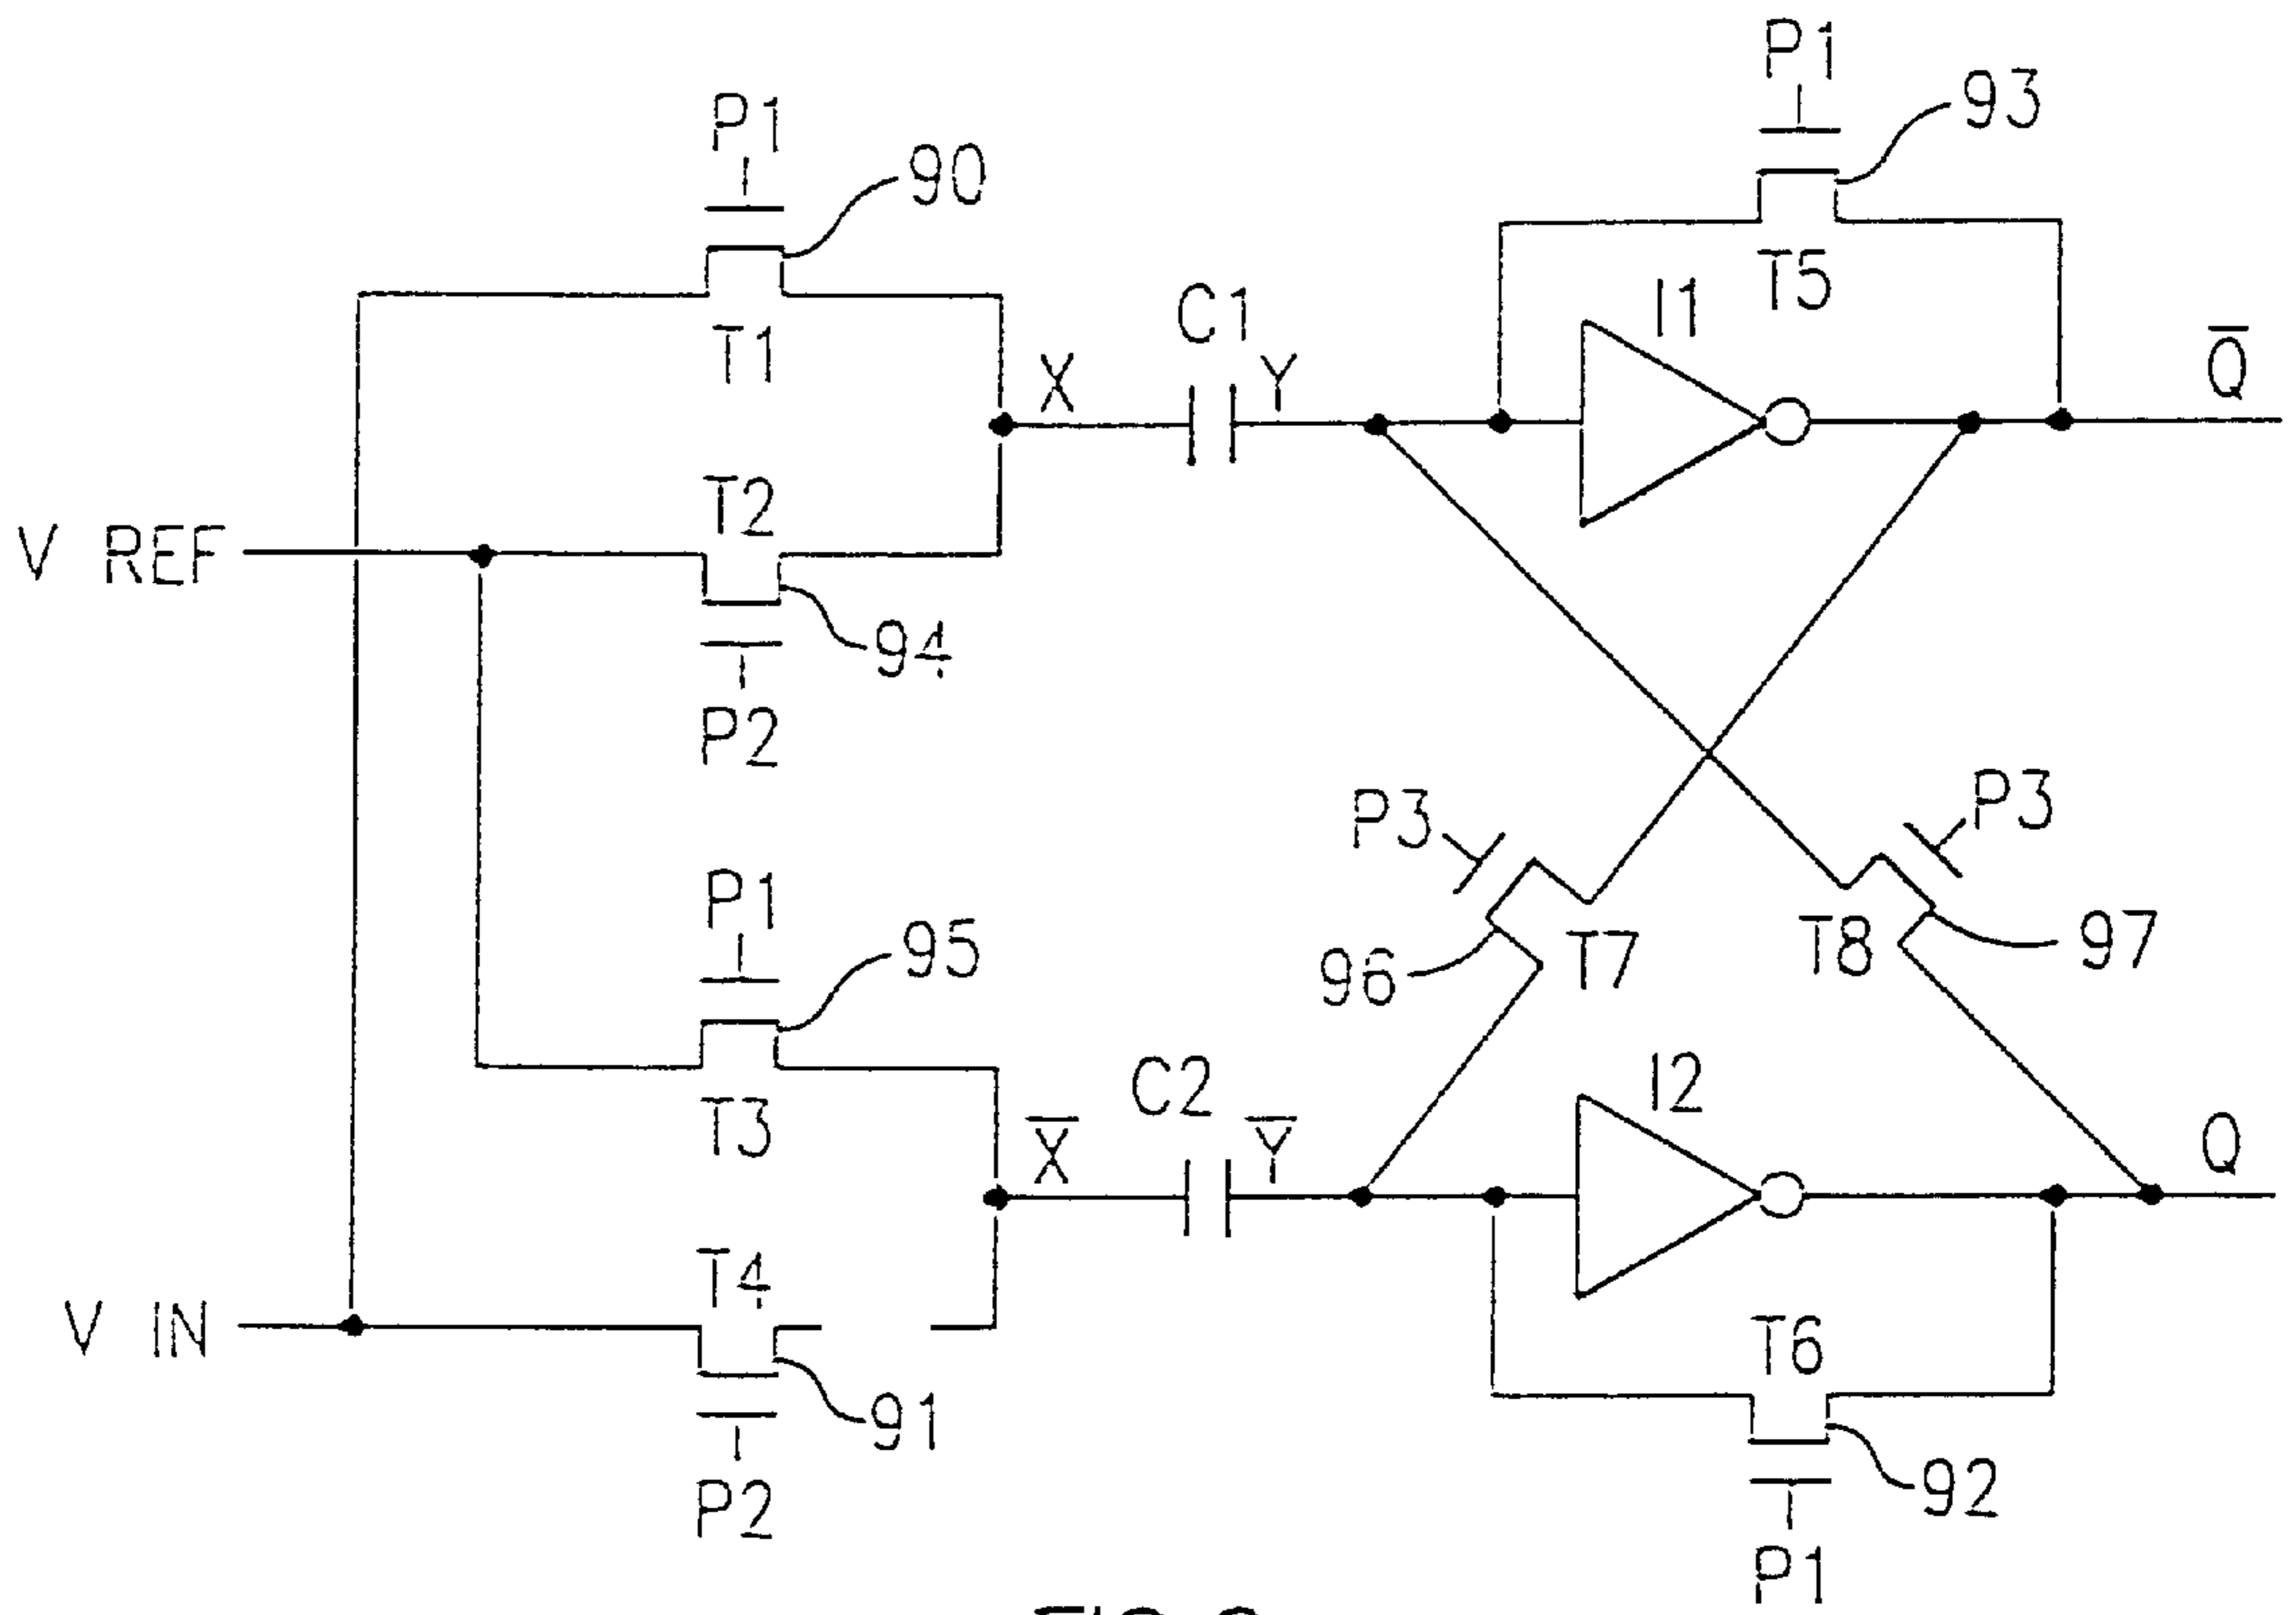 P1
93
P1
90
T5
I1
C1
Q̅
T1
X
Y
T2
V REF
94
P2
P3
P3
P1
95
T7
T8
97
96
C2
I2
T3
X̅
Y̅
Q
T4
V IN
T6
91
92
P2
P1